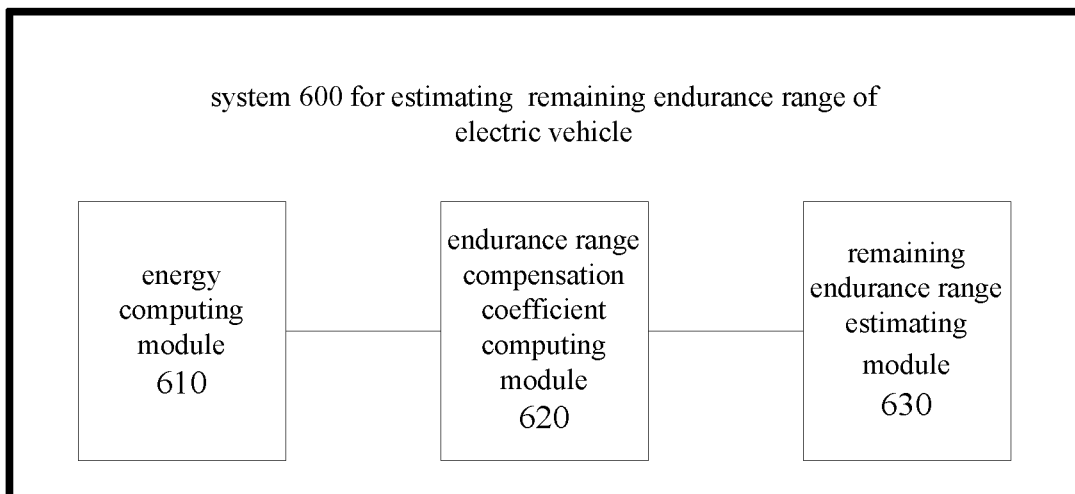 system 600 for estimating remaining endurance range of
electric vehicle
energy
computing
module
610
endurance range
compensation
coefficient
computing
module
620
remaining
endurance range
estimating
module
630